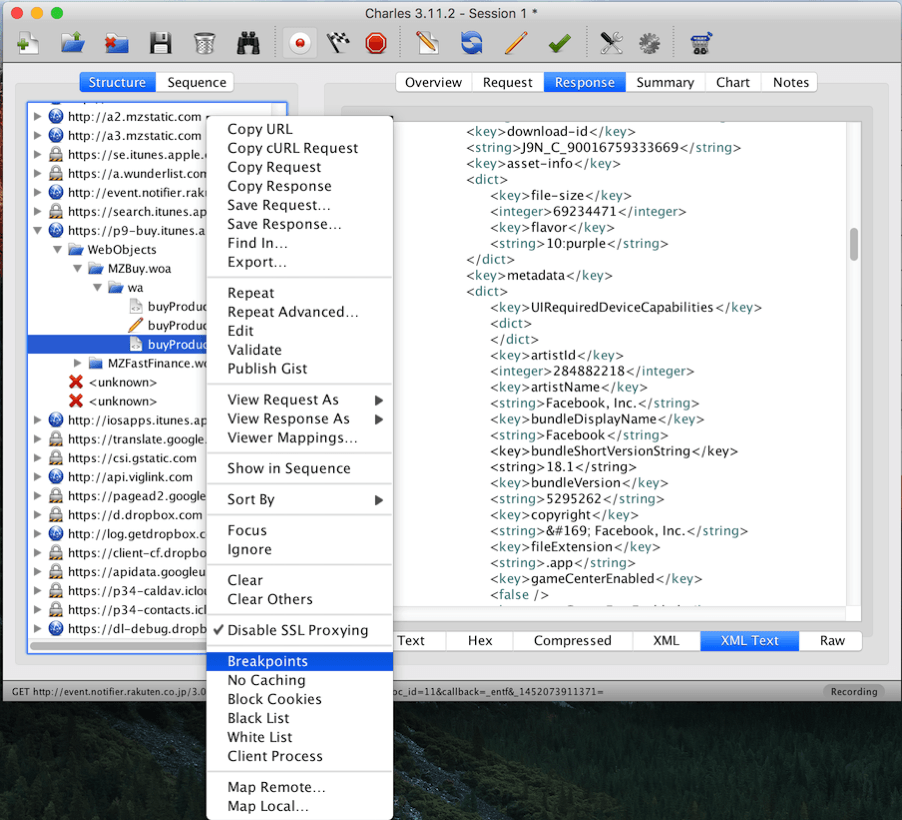 Charles 3.11.2 - Session 1 *
Structure
Sequence
Overview
Request
Response
Summary
Chart
Notes
http://a2.mzstatic.com
http://a3.mzstatic.com
https://se.itunes.apple.c
https://a.wunderlist.com
http://event.notifier.raku
https://search.itunes.ap
https://p9-buy.itunes.a
WebObjects
MZBuy.woa
wa
buyProduc
buyProduc
buyProduc
MZFastFinance.wo
<unknown>
<unknown>
http://iosapps.itunes.ap
https://translate.google.
https://csi.gstatic.com
http://api.viglink.com
https://pagead2.google
https://d.dropbox.com
http://log.getdropbox.c
https://client-cf.dropbo
https://apidata.googleu
https://p34-caldav.iclou
https://p34-contacts.icl
https://dl-debug.dropb
Copy URL
Copy cURL Request
Copy Request
Copy Response
Save Request...
Save Response...
Find In...
Export...
Repeat
Repeat Advanced...
Edit
Validate
Publish Gist
View Request As
View Response As
Viewer Mappings...
Show in Sequence
Sort By
Focus
Ignore
Clear
Clear Others
✓ Disable SSL Proxying
Breakpoints
No Caching
Block Cookies
Black List
White List
Client Process
Map Remote...
Map Local...
<key>download-id</key>
<string>J9N_C_90016759333669</string>
<key>asset-info</key>
<dict>
<key>file-size</key>
<integer>69234471</integer>
<key>flavor</key>
<string>10:purple</string>
</dict>
<key>metadata</key>
<dict>
<key>UIRequiredDeviceCapabilities</key>
<dict>
</dict>
<key>artistId</key>
<integer>284882218</integer>
<key>artistName</key>
<string>Facebook, Inc.</string>
<key>bundleDisplayName</key>
<string>Facebook</string>
<key>bundleShortVersionString</key>
<string>18.1</string>
<key>bundleVersion</key>
<string>5295262</string>
<key>copyright</key>
<string>&#169; Facebook, Inc.</string>
<key>fileExtension</key>
<string>.app</string>
<key>gameCenterEnabled</key>
<false />
Text
Hex
Compressed
XML
XML Text
Raw
GET http://event.notifier.rakuten.co.jp/3.0
oc_id=11&callback=_entf&_1452073911371=
Recording